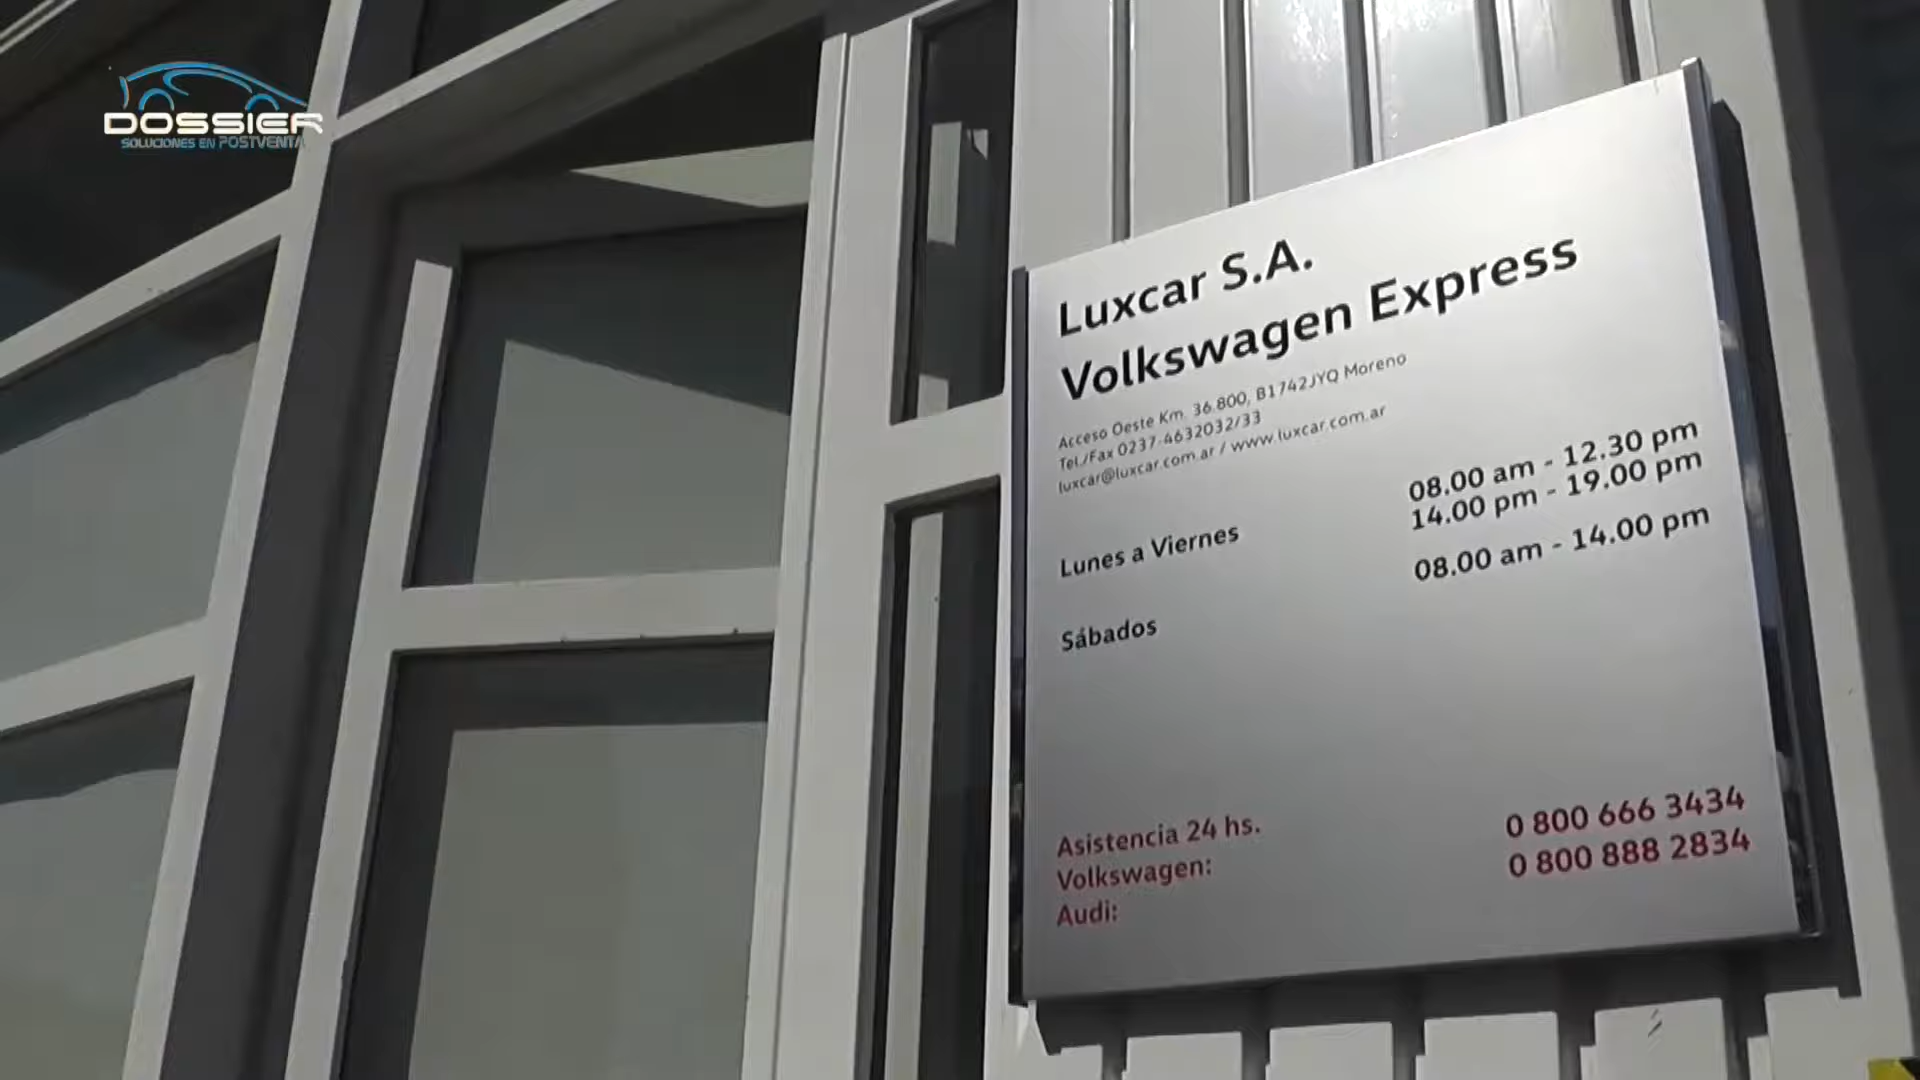 DOSSIER
SOLUCIONES EN POSTVENTA
Luxcar S.A.
Volkswagen Express
Acceso Oeste Km. 36.800, B1742JYQ Moreno
Tel./Fax 0237-4632032/33
luxcar@luxcar.com.ar / www.luxcar.com.ar
Lunes a Viernes
08.00 am - 12.30 pm
14.00 pm - 19.00 pm
Sábados
08.00 am - 14.00 pm
Asistencia 24 hs.
Volkswagen: 0 800 666 3434
Audi: 0 800 888 2834